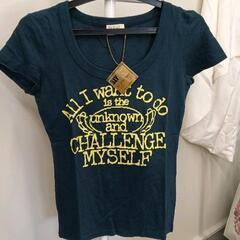 All I want to do
is the
unknown
and
CHALLENGE
MYSELF